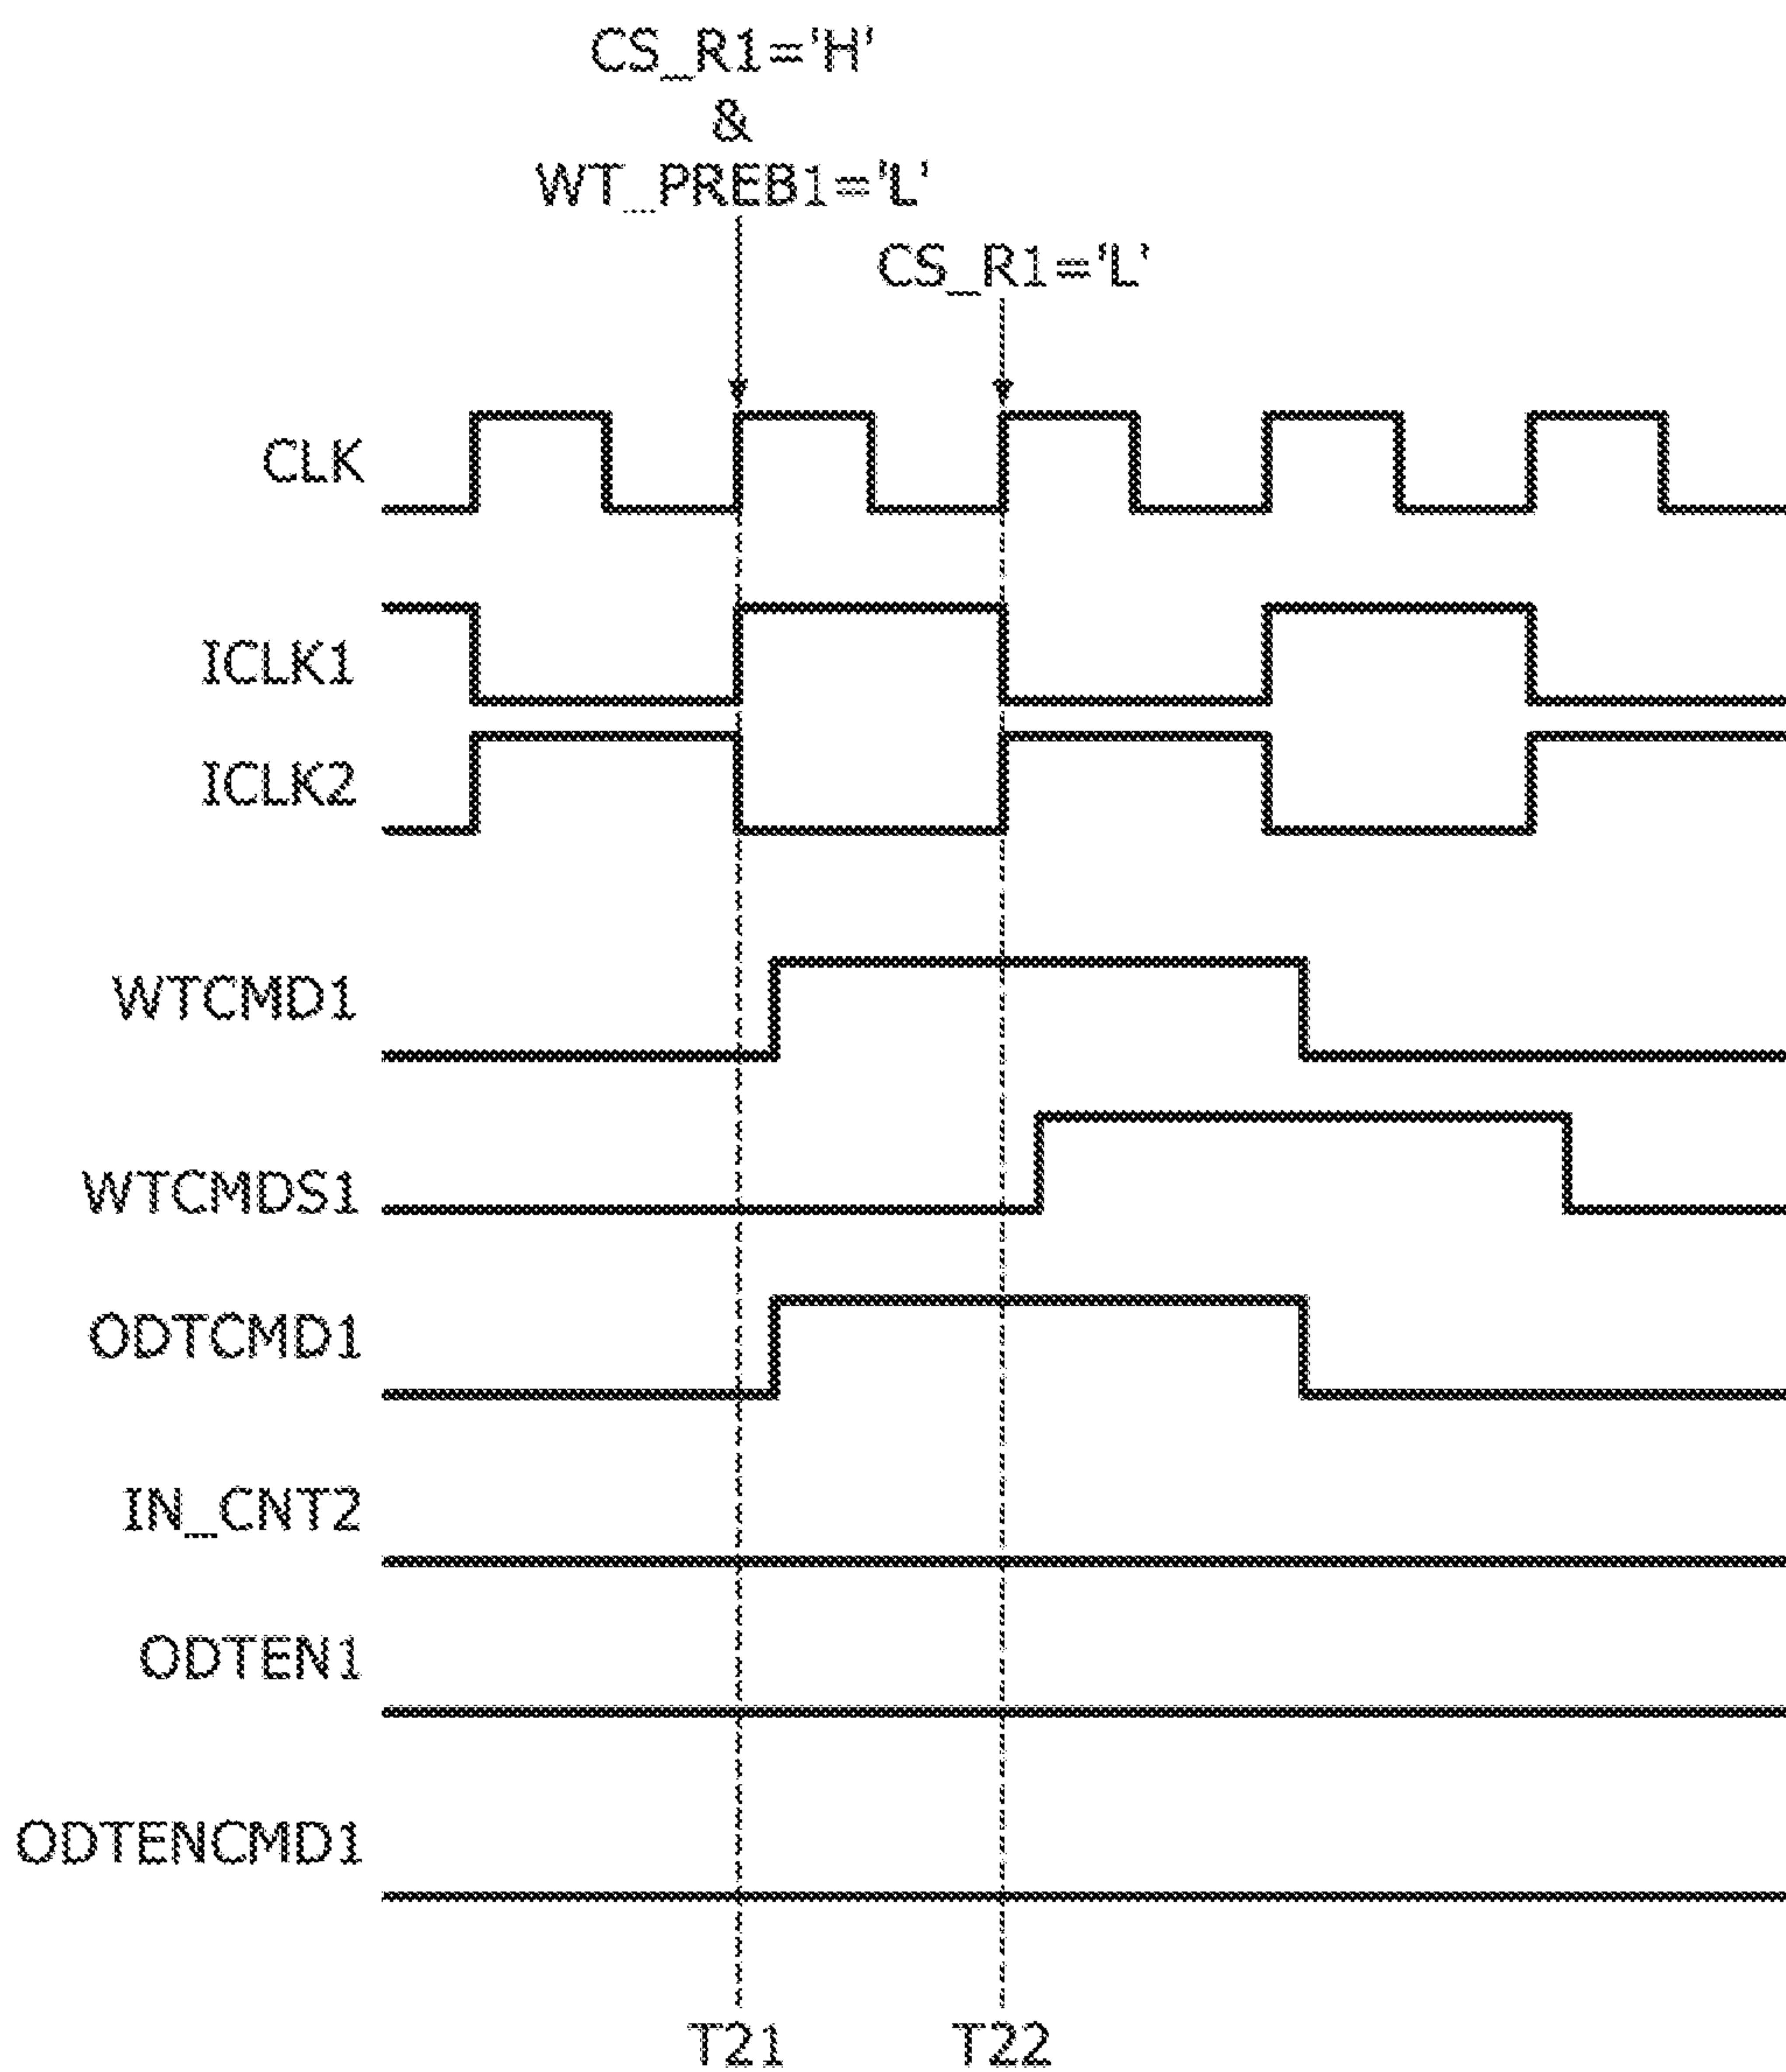 CS_R1='H'
&
WT_PREB1='L'
CS_R1='L'
CLK
ICLK1
ICLK2
WTCMD1
WTCMDS1
ODTCMD1
IN_CNT2
ODTEN1
ODTENCMD1
T21 T22